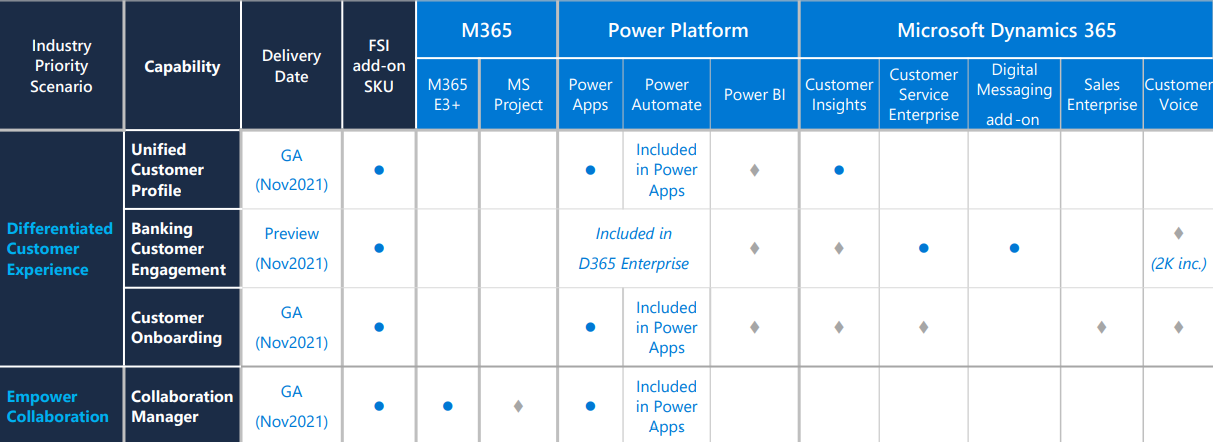 M365
Power Platform
Microsoft Dynamics 365
Industry
Priority
Scenario
Capability
Delivery
Date
FSI
add-on
SKU
M365
E3+
MS
Project
Power
Apps
Power
Automate
Power BI
Customer
Insights
Customer
Service
Enterprise
Digital
Messaging
add-on
Sales
Enterprise
Customer
Voice
Differentiated
Customer
Experience
Unified
Customer
Profile
GA
(Nov2021)
●
●
Included
in Power
Apps
♦
●
Banking
Customer
Engagement
Preview
(Nov2021)
●
Included in
D365 Enterprise
♦
♦
●
●
♦
(2K inc.)
Customer
Onboarding
GA
(Nov2021)
●
●
Included
in Power
Apps
♦
♦
♦
♦
♦
Empower
Collaboration
Collaboration
Manager
GA
(Nov2021)
●
●
♦
●
Included
in Power
Apps